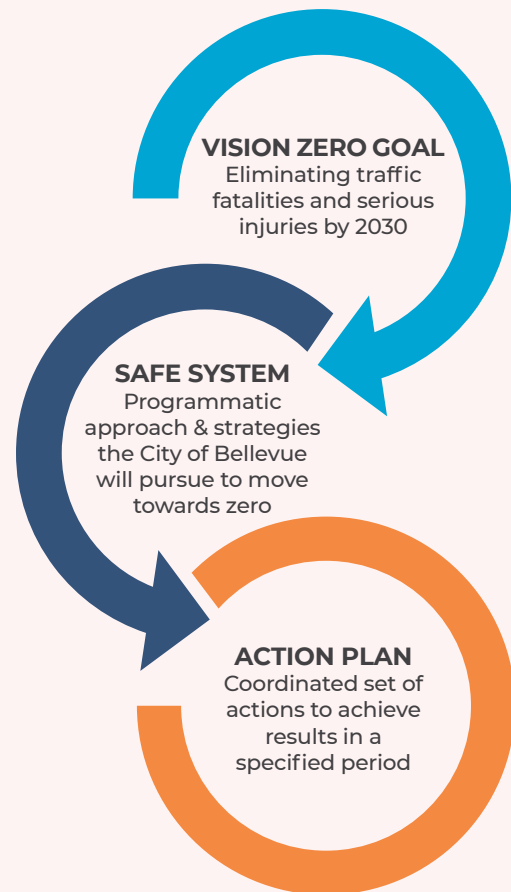 VISION ZERO GOAL
Eliminating traffic
fatalities and serious
injuries by 2030
SAFE SYSTEM
Programmatic
approach & strategies
the City of Bellevue
will pursue to move
towards zero
ACTION PLAN
Coordinated set of
actions to achieve
results in a
specified period